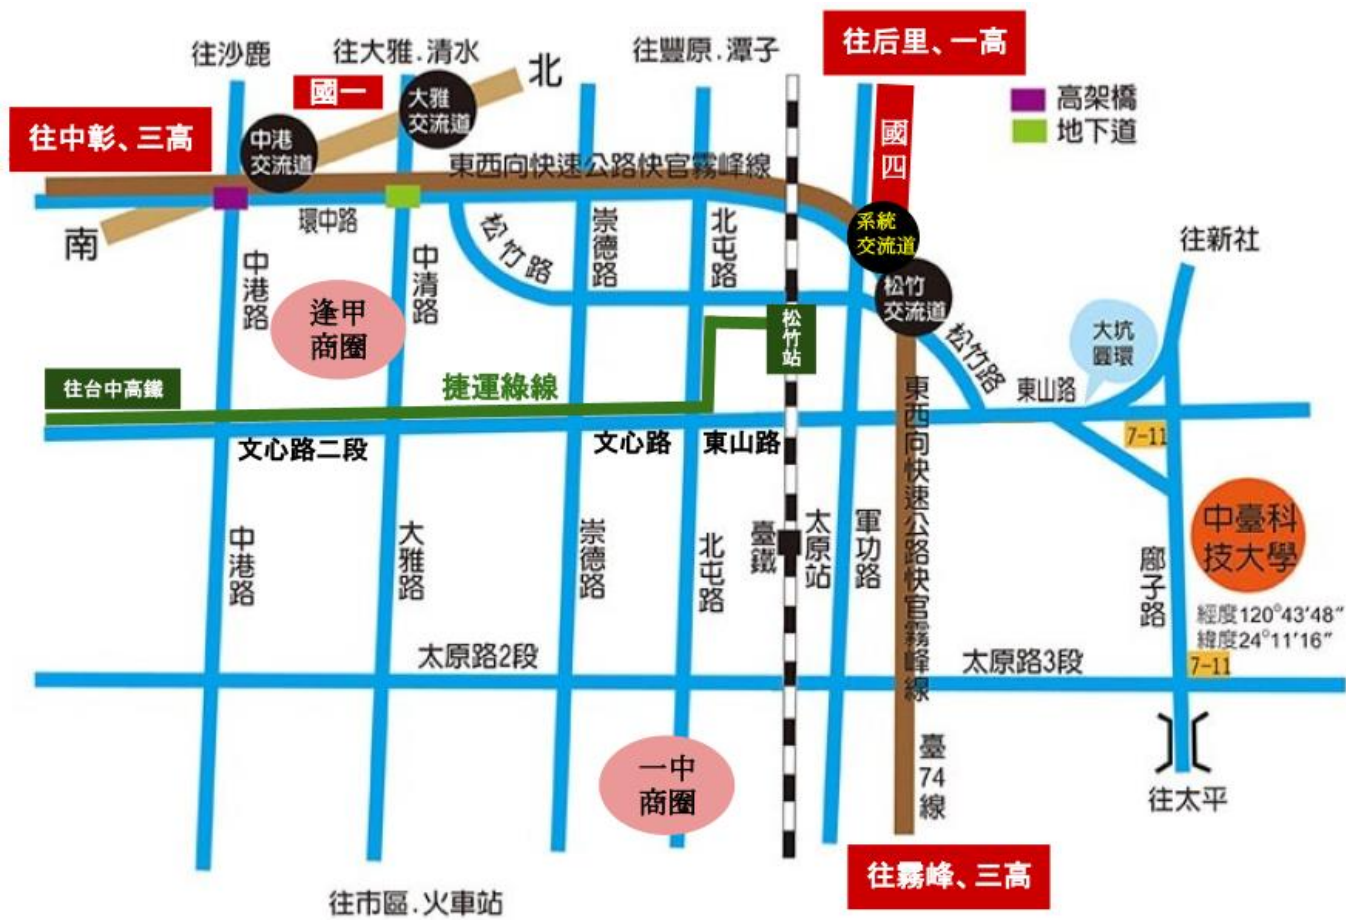 往沙鹿
往大雅.清水
往豐原.潭子
往后里、一高
國一
北
大雅
交流道
高架橋
地下道
往中彰、三高
中港
交流道
國四
東西向快速公路快官霧峰線
環中路
南
松竹路
崇德路
北屯路
系統
交流道
往新社
中港路
中清路
逢甲
商圈
松竹
交流道
松竹站
松竹路
大坑
圓環
往台中高鐵
捷運綠線
東山路
文心路二段
文心路
東山路
7-11
東西向快速公路快官霧峰線
中港路
大雅路
崇德路
北屯路
臺鐵
太原站
軍功路
廍子路
中臺科
技大學
經度120°43'48"
緯度24°11'16"
太原路2段
太原路3段
7-11
一中
商圈
臺74線
往太平
往霧峰、三高
往市區.火車站